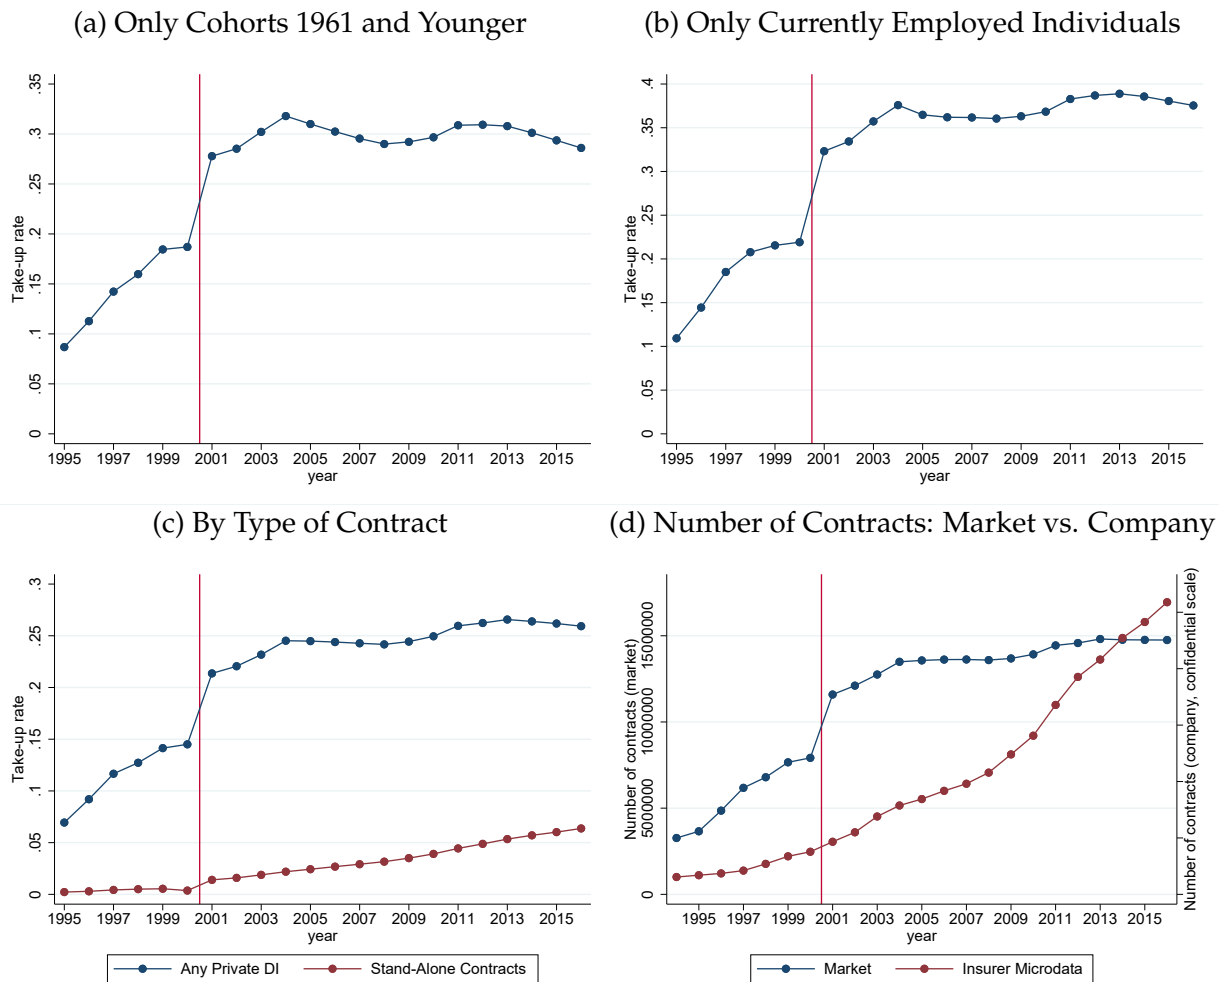 (a) Only Cohorts 1961 and Younger
Take-up rate
.35
.3
.25
.2
.15
.1
.05
0
1995 1997 1999 2001 2003 2005 2007 2009 2011 2013 2015
year
(b) Only Currently Employed Individuals
Take-up rate
.4
.35
.3
.25
.2
.15
.1
.05
0
1995 1997 1999 2001 2003 2005 2007 2009 2011 2013 2015
year
(c) By Type of Contract
Take-up rate
.3
.25
.2
.15
.1
.05
0
1995 1997 1999 2001 2003 2005 2007 2009 2011 2013 2015
year
Any Private DI
Stand-Alone Contracts
(d) Number of Contracts: Market vs. Company
Number of contracts (market)
15000000
10000000
5000000
0
Number of contracts (company, confidential scale)
1995 1997 1999 2001 2003 2005 2007 2009 2011 2013 2015
year
Market
Insurer Microdata